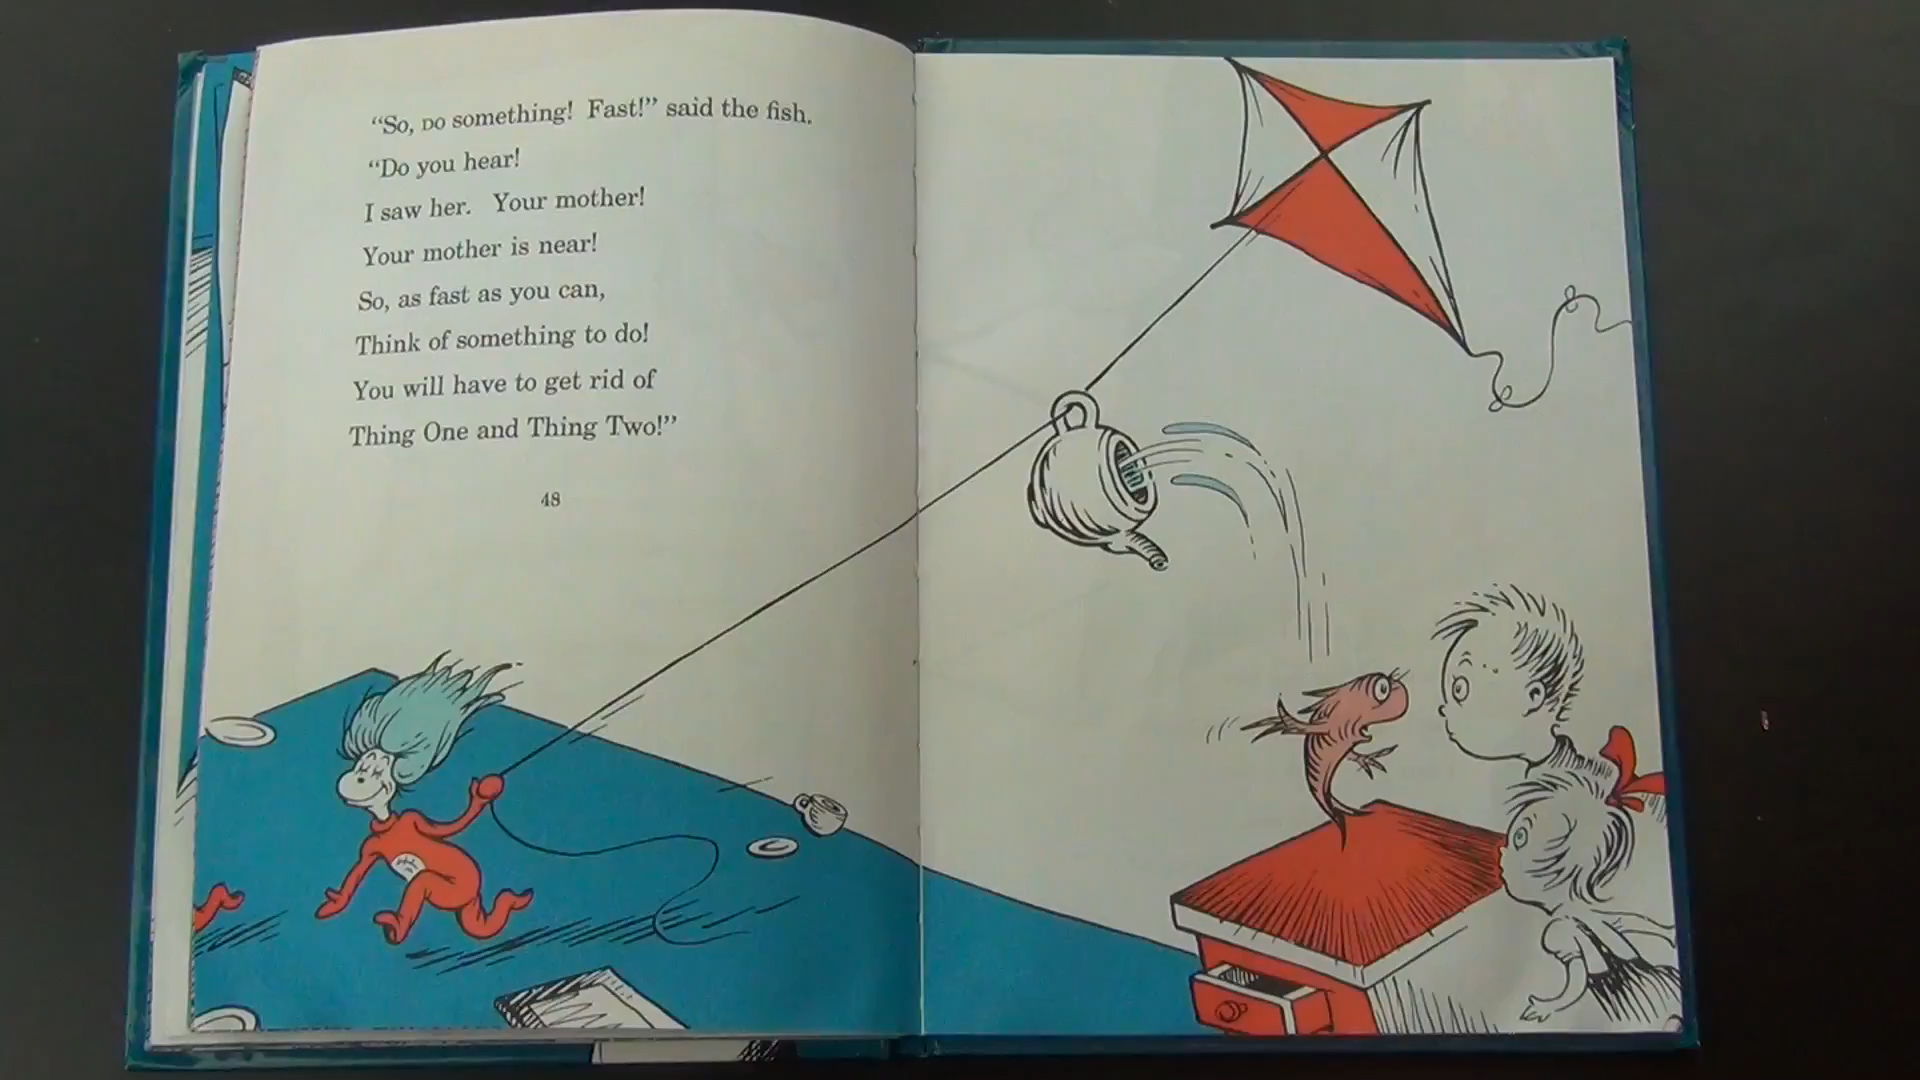 “So, DO something!  Fast!” said the fish.
“Do you hear!
I saw her.  Your mother!
Your mother is near!
So, as fast as you can,
Think of something to do!
You will have to get rid of
Thing One and Thing Two!”
48